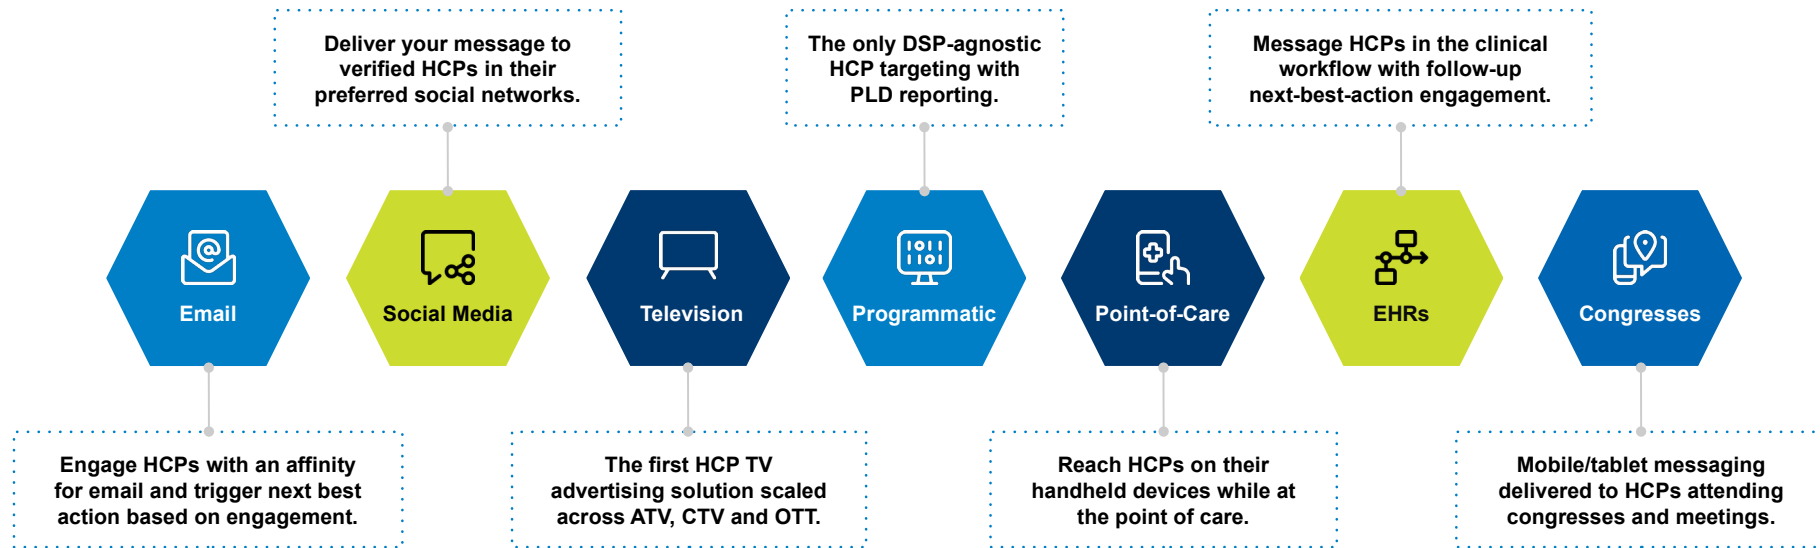 Deliver your message to
verified HCPs in their
preferred social networks.
The only DSP-agnostic
HCP targeting with
PLD reporting.
Message HCPs in the clinical
workflow with follow-up
next-best-action engagement.
Email
Social Media
Television
Programmatic
Point-of-Care
EHRs
Congresses
Engage HCPs with an affinity
for email and trigger next best
action based on engagement.
The first HCP TV
advertising solution scaled
across ATV, CTV and OTT.
Reach HCPs on their
handheld devices while at
the point of care.
Mobile/tablet messaging
delivered to HCPs attending
congresses and meetings.